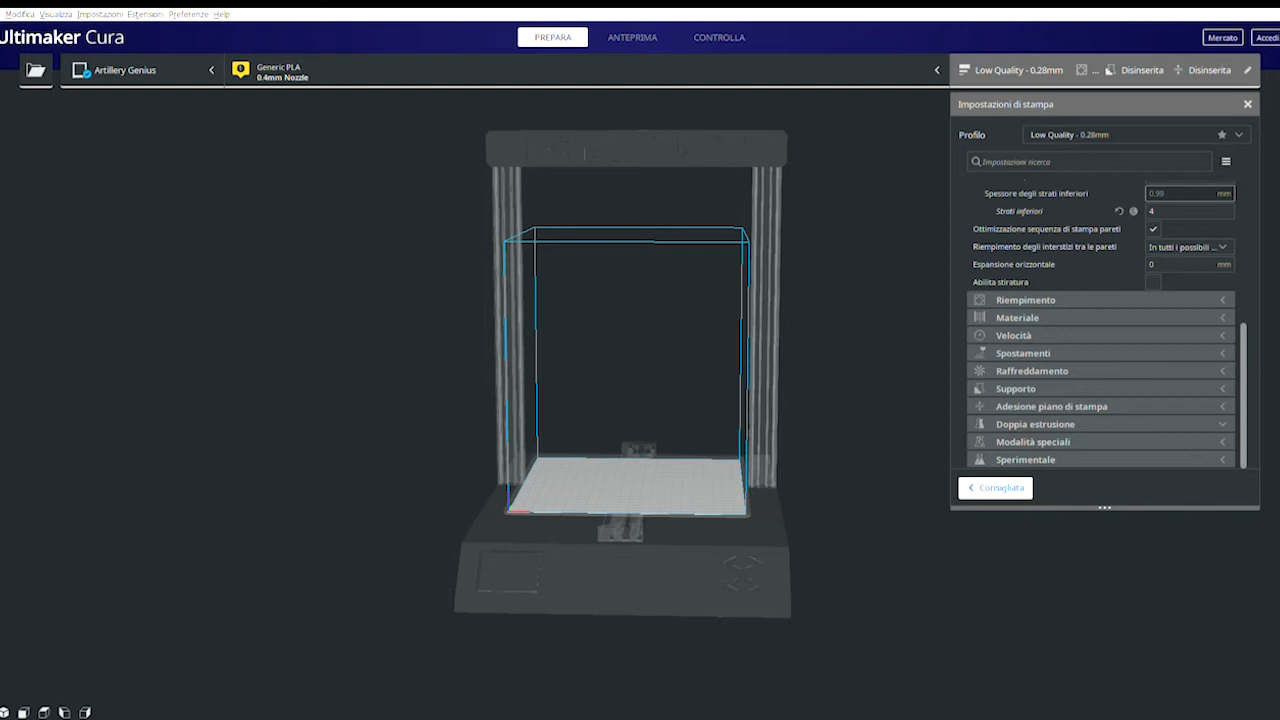 Modifica Visualizza Impostazioni Estensioni Preferenze Help
Ultimaker Cura
PREPARA
ANTEPRIMA
CONTROLLA
Mercato
Accedi
Artillery Genius
Generic PLA
0.4mm Nozzle
Low Quality - 0.28mm
...
Disinserita
Disinserita
Impostazioni di stampa
Profilo
Low Quality - 0.28mm
Impostazioni ricerca
Spessore degli strati inferiori 0.99 mm
Strati inferiori 4
Ottimizzazione sequenza di stampa pareti
Riempimento degli interstizi tra le pareti In tutti i possibili ...
Espansione orizzontale 0 mm
Abilita stiratura
Riempimento
Materiale
Velocità
Spostamenti
Raffreddamento
Supporto
Adesione piano di stampa
Doppia estrusione
Modalità speciali
Sperimentale
Consigliata